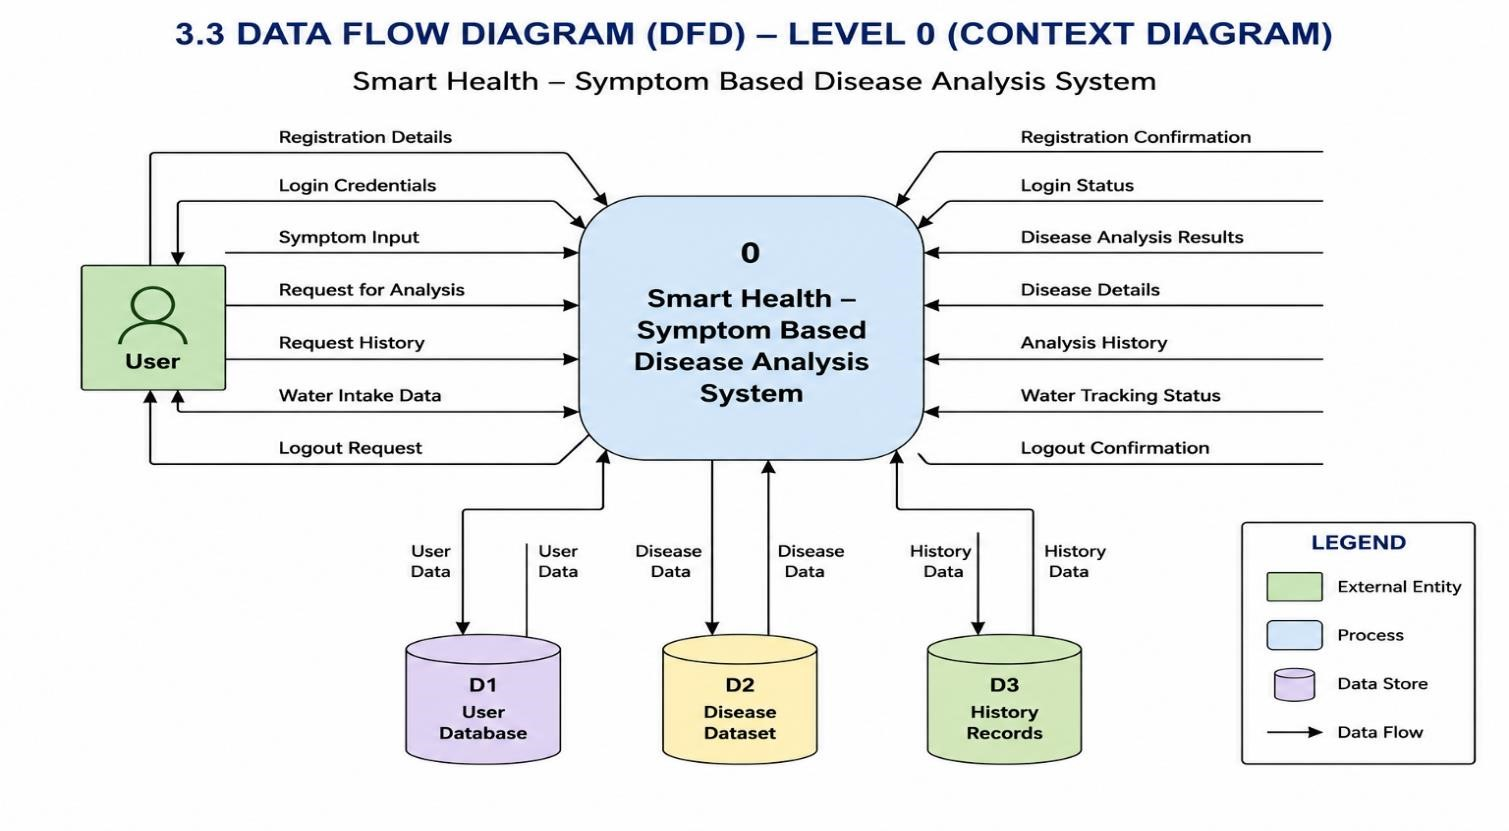 3.3 DATA FLOW DIAGRAM (DFD) – LEVEL 0 (CONTEXT DIAGRAM)
Smart Health – Symptom Based Disease Analysis System
Registration Details
Login Credentials
Symptom Input
Request for Analysis
Request History
Water Intake Data
Logout Request
User
0
Smart Health –
Symptom Based
Disease Analysis
System
Registration Confirmation
Login Status
Disease Analysis Results
Disease Details
Analysis History
Water Tracking Status
Logout Confirmation
User
Data
User
Data
Disease
Data
Disease
Data
History
Data
History
Data
D1
User
Database
D2
Disease
Dataset
D3
History
Records
LEGEND
External Entity
Process
Data Store
Data Flow